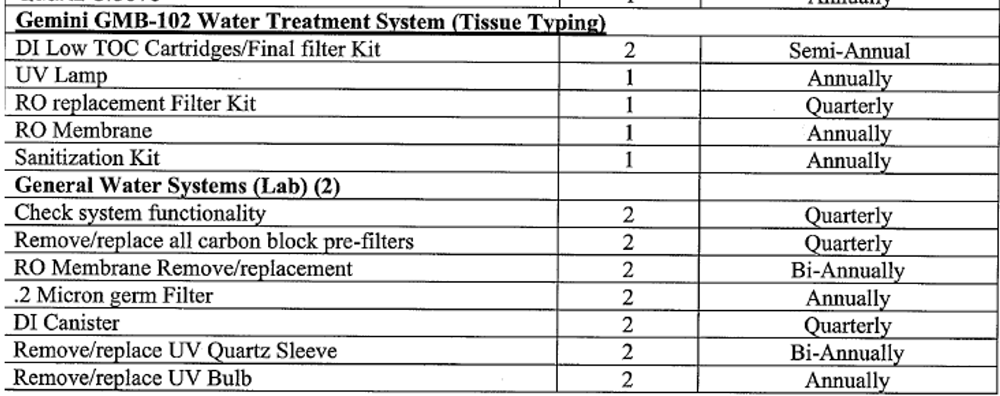 Annually
Gemini GMB-102 Water Treatment System (Tissue Typing)
DI Low TOC Cartridges/Final filter Kit 2 Semi-Annual
UV Lamp 1 Annually
RO replacement Filter Kit 1 Quarterly
RO Membrane 1 Annually
Sanitization Kit 1 Annually
General Water Systems (Lab) (2)
Check system functionality 2 Quarterly
Remove/replace all carbon block pre-filters 2 Quarterly
RO Membrane Remove/replacement 2 Bi-Annually
.2 Micron germ Filter 2 Annually
DI Canister 2 Quarterly
Remove/replace UV Quartz Sleeve 2 Bi-Annually
Remove/replace UV Bulb 2 Annually